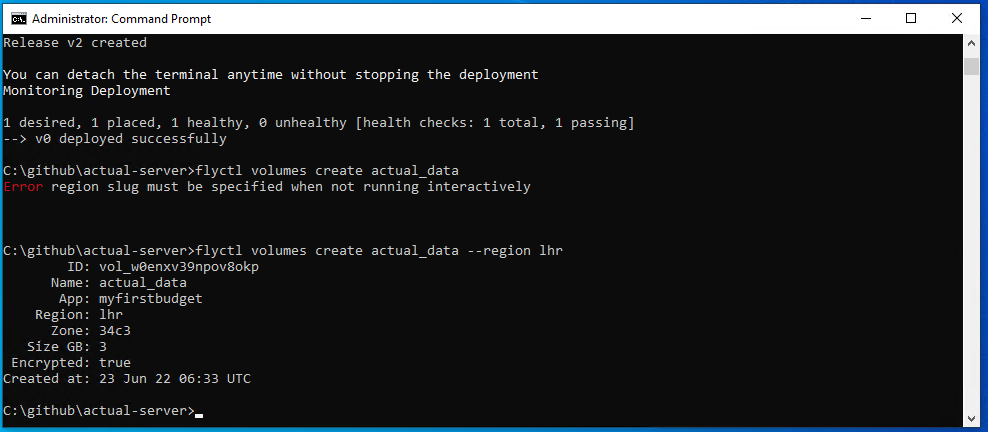 Administrator: Command Prompt
Release v2 created
You can detach the terminal anytime without stopping the deployment
Monitoring Deployment
1 desired, 1 placed, 1 healthy, 0 unhealthy [health checks: 1 total, 1 passing]
--> v0 deployed successfully
C:\github\actual-server>flyctl volumes create actual_data
Error region slug must be specified when not running interactively
C:\github\actual-server>flyctl volumes create actual_data --region lhr
ID: vol_w0enxv39npov8okp
Name: actual_data
App: myfirstbudget
Region: lhr
Zone: 34c3
Size GB: 3
Encrypted: true
Created at: 23 Jun 22 06:33 UTC
C:\github\actual-server>